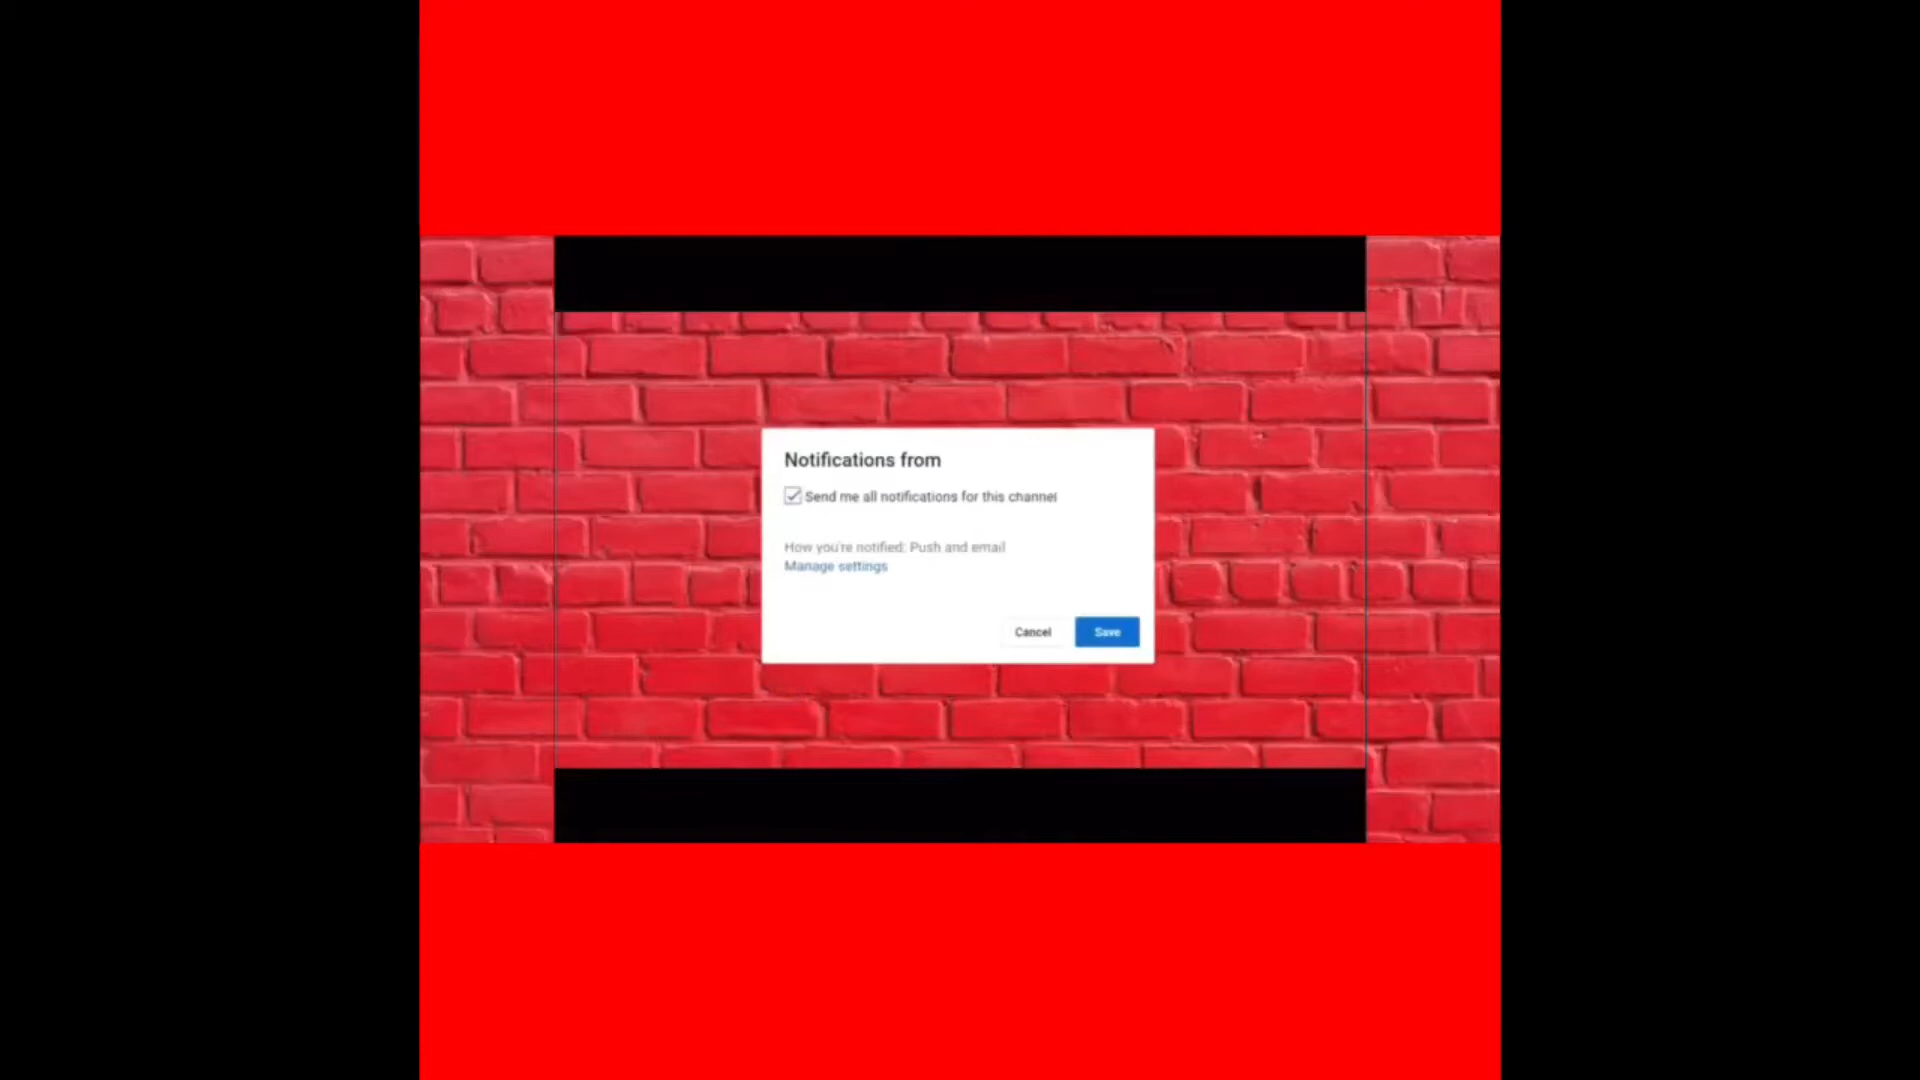 Notifications from
Send me all notifications for this channel
How you're notified: Push and email
Manage settings
Cancel
Save